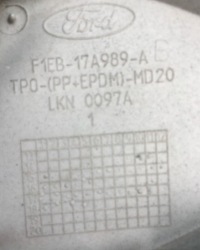 Ford
F1EB-17A989-A E
TPO-(PP+EPDM)-MD20
LKN 0097A
1